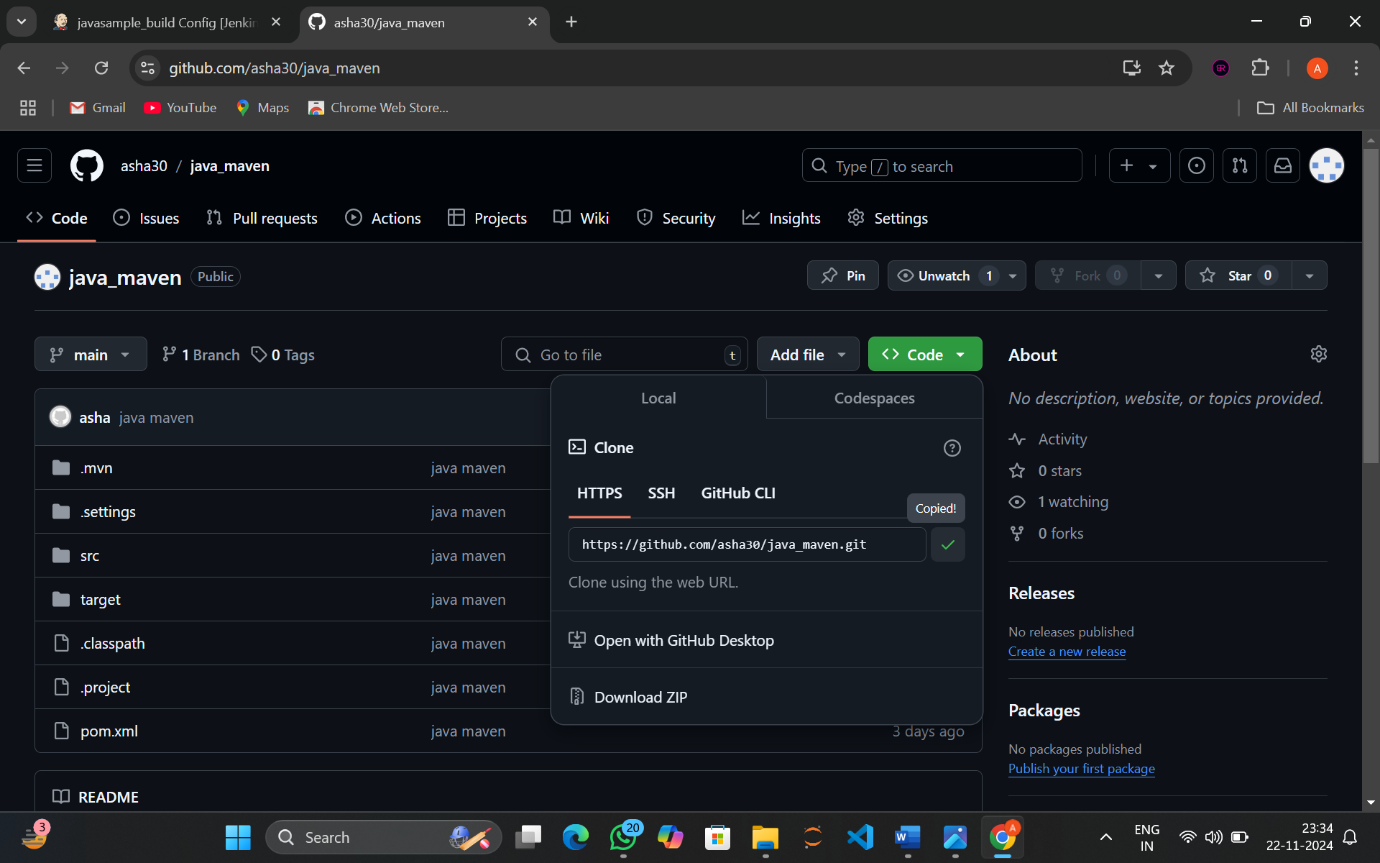 javasample_build Config [Jenkin
asha30/java_maven
github.com/asha30/java_maven
GR
A
Gmail
YouTube
Maps
Chrome Web Store...
All Bookmarks
asha30 / java_maven
Type / to search
Code
Issues
Pull requests
Actions
Projects
Wiki
Security
Insights
Settings
java_maven Public
Pin
Unwatch 1
Fork 0
Star 0
main
1 Branch
0 Tags
Go to file t
Add file
Code
asha java maven
.mvn java maven
.settings java maven
src java maven
target java maven
.classpath java maven
.project java maven
pom.xml java maven 3 days ago
README
Local
Codespaces
Clone
HTTPS
SSH
GitHub CLI
Copied!
https://github.com/asha30/java_maven.git
Clone using the web URL.
Open with GitHub Desktop
Download ZIP
About
No description, website, or topics provided.
Activity
0 stars
1 watching
0 forks
Releases
No releases published
Create a new release
Packages
No packages published
Publish your first package
3
Search
20
W
A
ENG
IN
23:34
22-11-2024